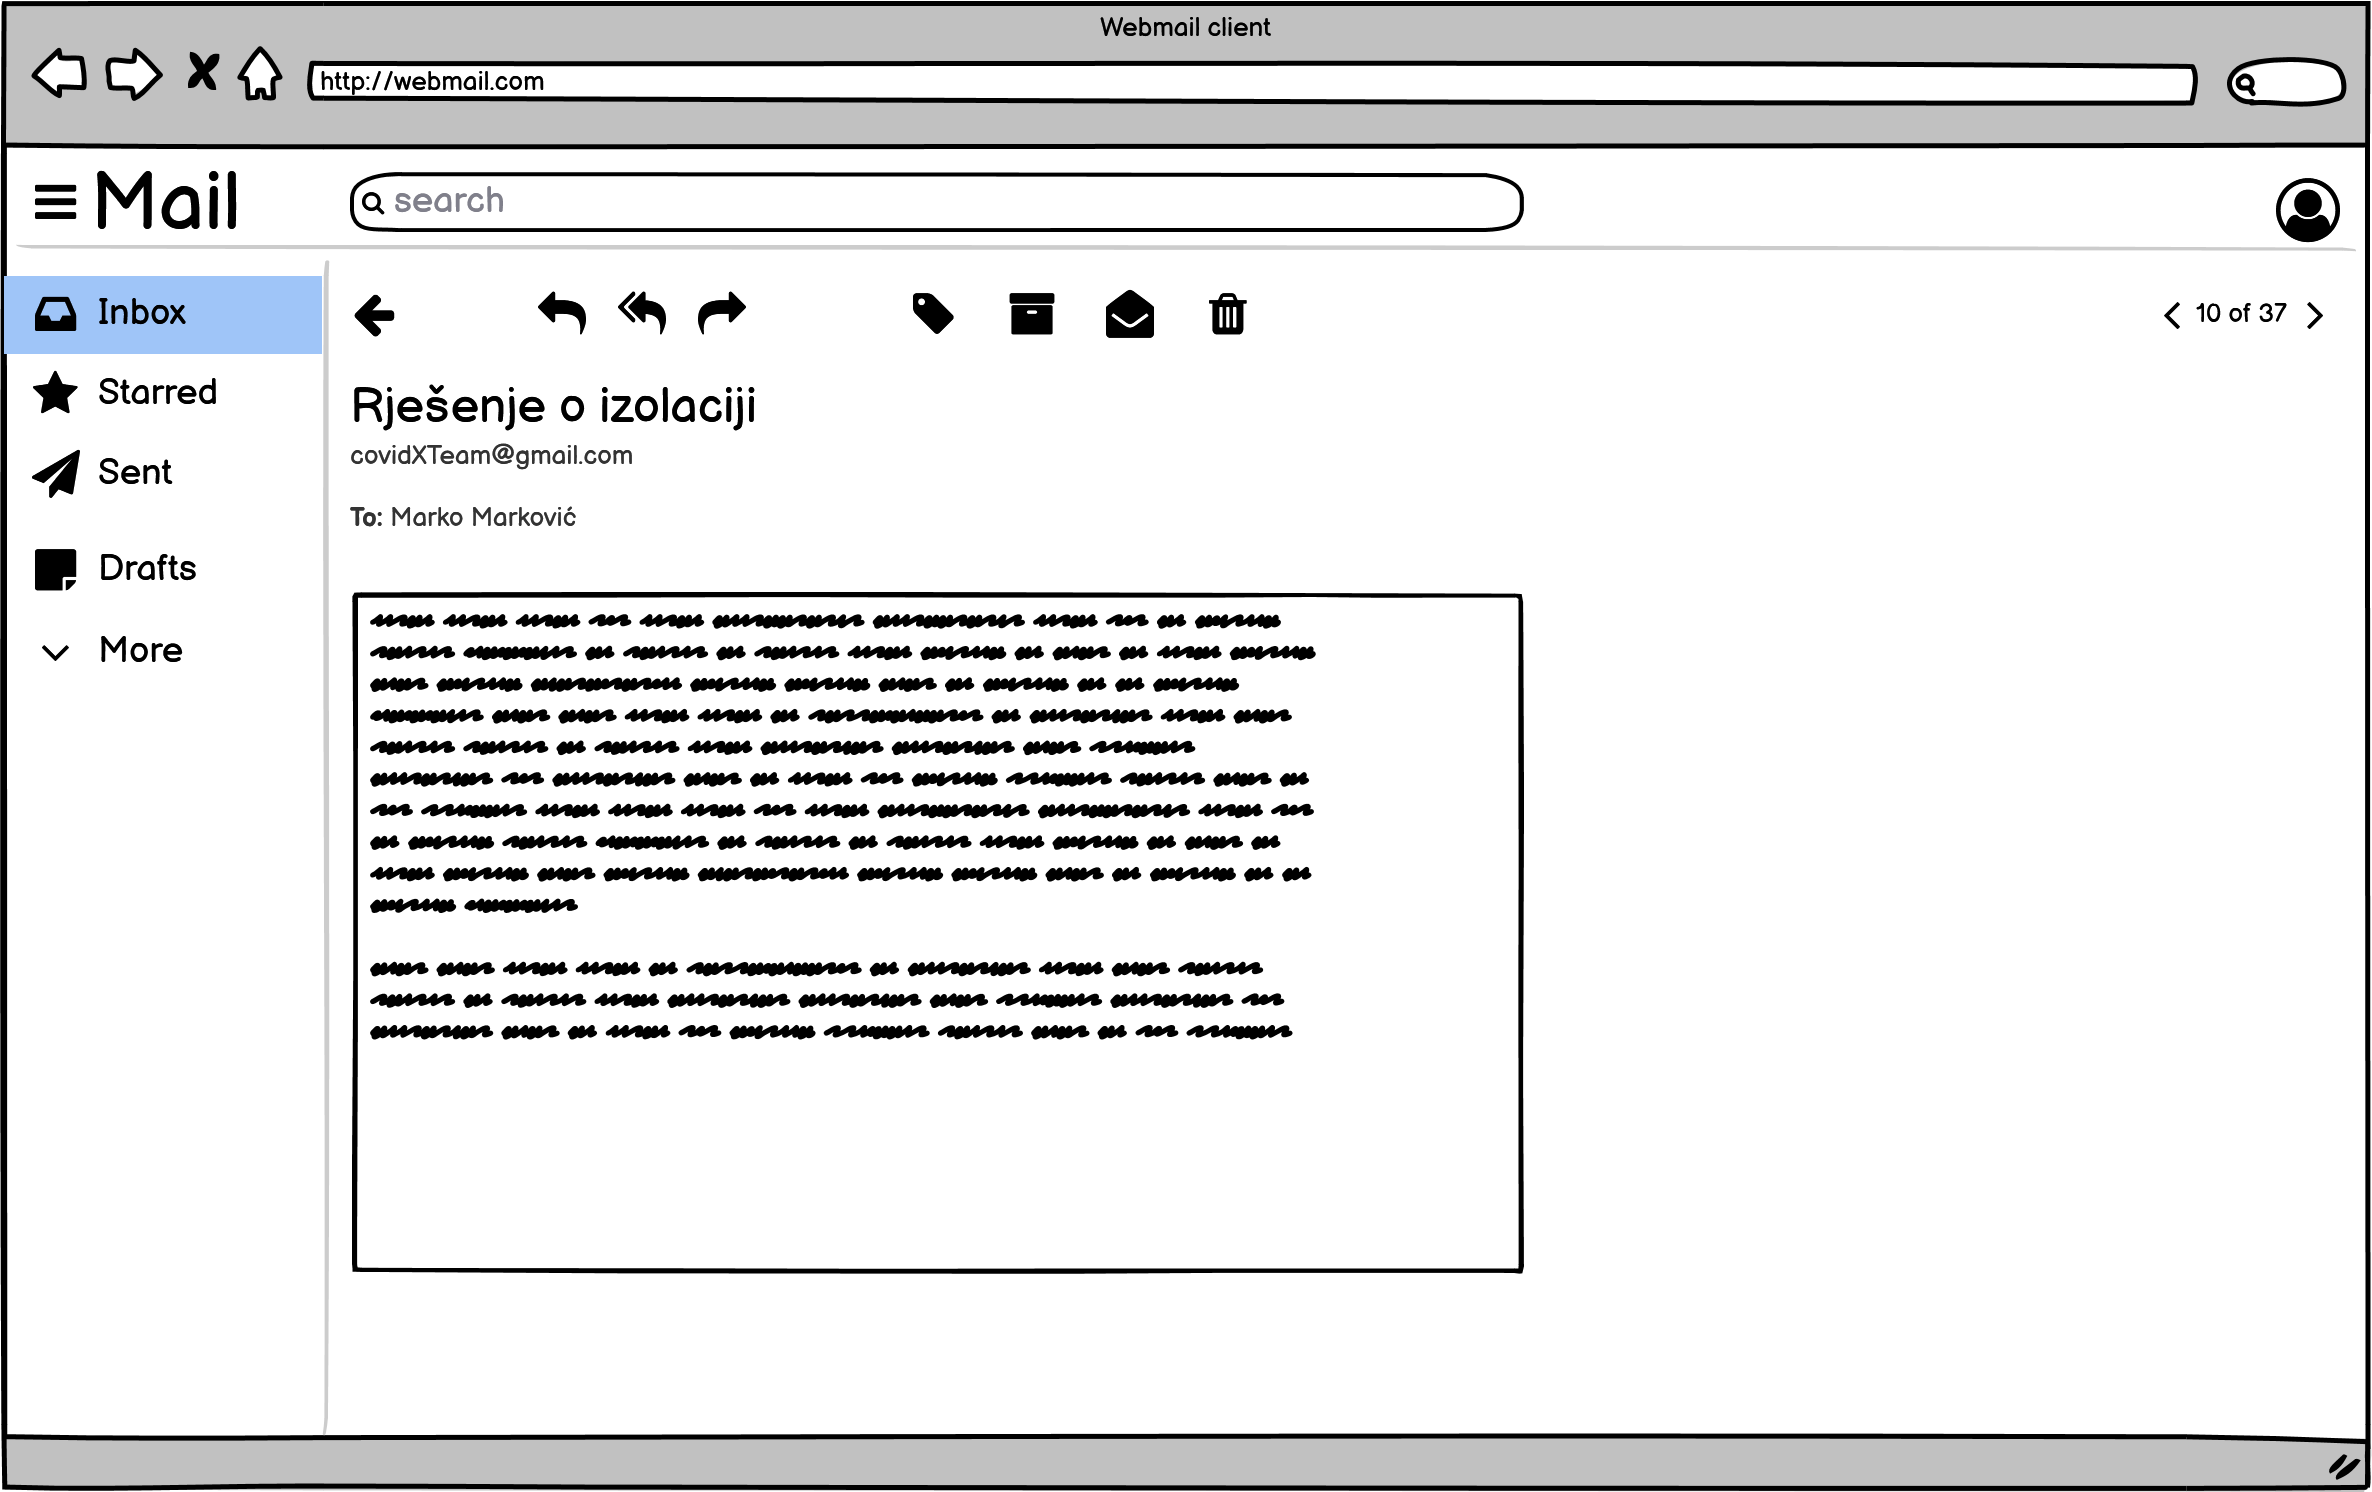 Webmail client
http://webmail.com
Mail
search
Inbox
Starred
Sent
Drafts
More
10 of 37
Rješenje o izolaciji
covidXTeam@gmail.com
To: Marko Marković